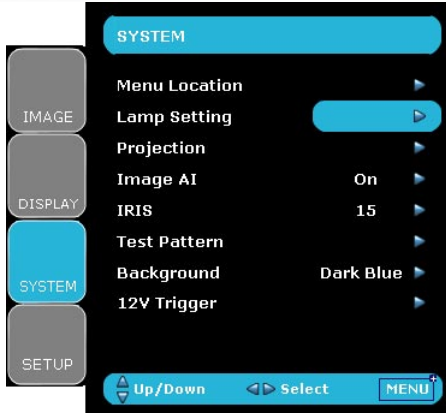 SYSTEM
Menu Location
IMAGE
Lamp Setting
Projection
Image AI On
DISPLAY
IRIS 15
Test Pattern
Background Dark Blue
SYSTEM
12V Trigger
SETUP
Up/Down Select MENU